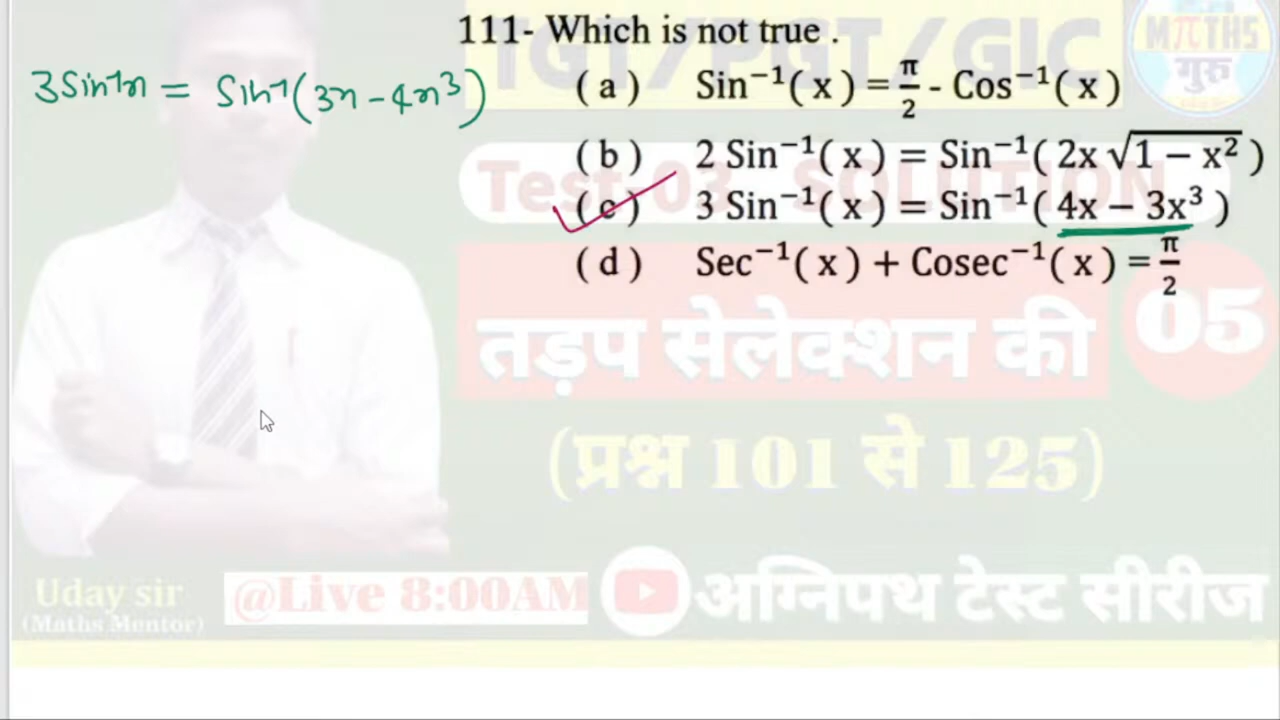 111- Which is not true .
3Sin⁻¹x = Sin⁻¹(3x - 4x³)
( a ) Sin⁻¹( x ) = π/2 - Cos⁻¹( x )
( b ) 2 Sin⁻¹( x ) = Sin⁻¹( 2x √1 − x² )
( c ) 3 Sin⁻¹( x ) = Sin⁻¹( 4x − 3x³ )
( d ) Sec⁻¹( x ) + Cosec⁻¹( x ) = π/2
TGT/PGT/GIC
MπTHS
गुरु
Test 03 SOLUTION
तड़प सेलेक्शन की
05
(प्रश्न 101 से 125)
Uday sir
(Maths Mentor)
@Live 8:00AM
अग्निपथ टेस्ट सीरीज